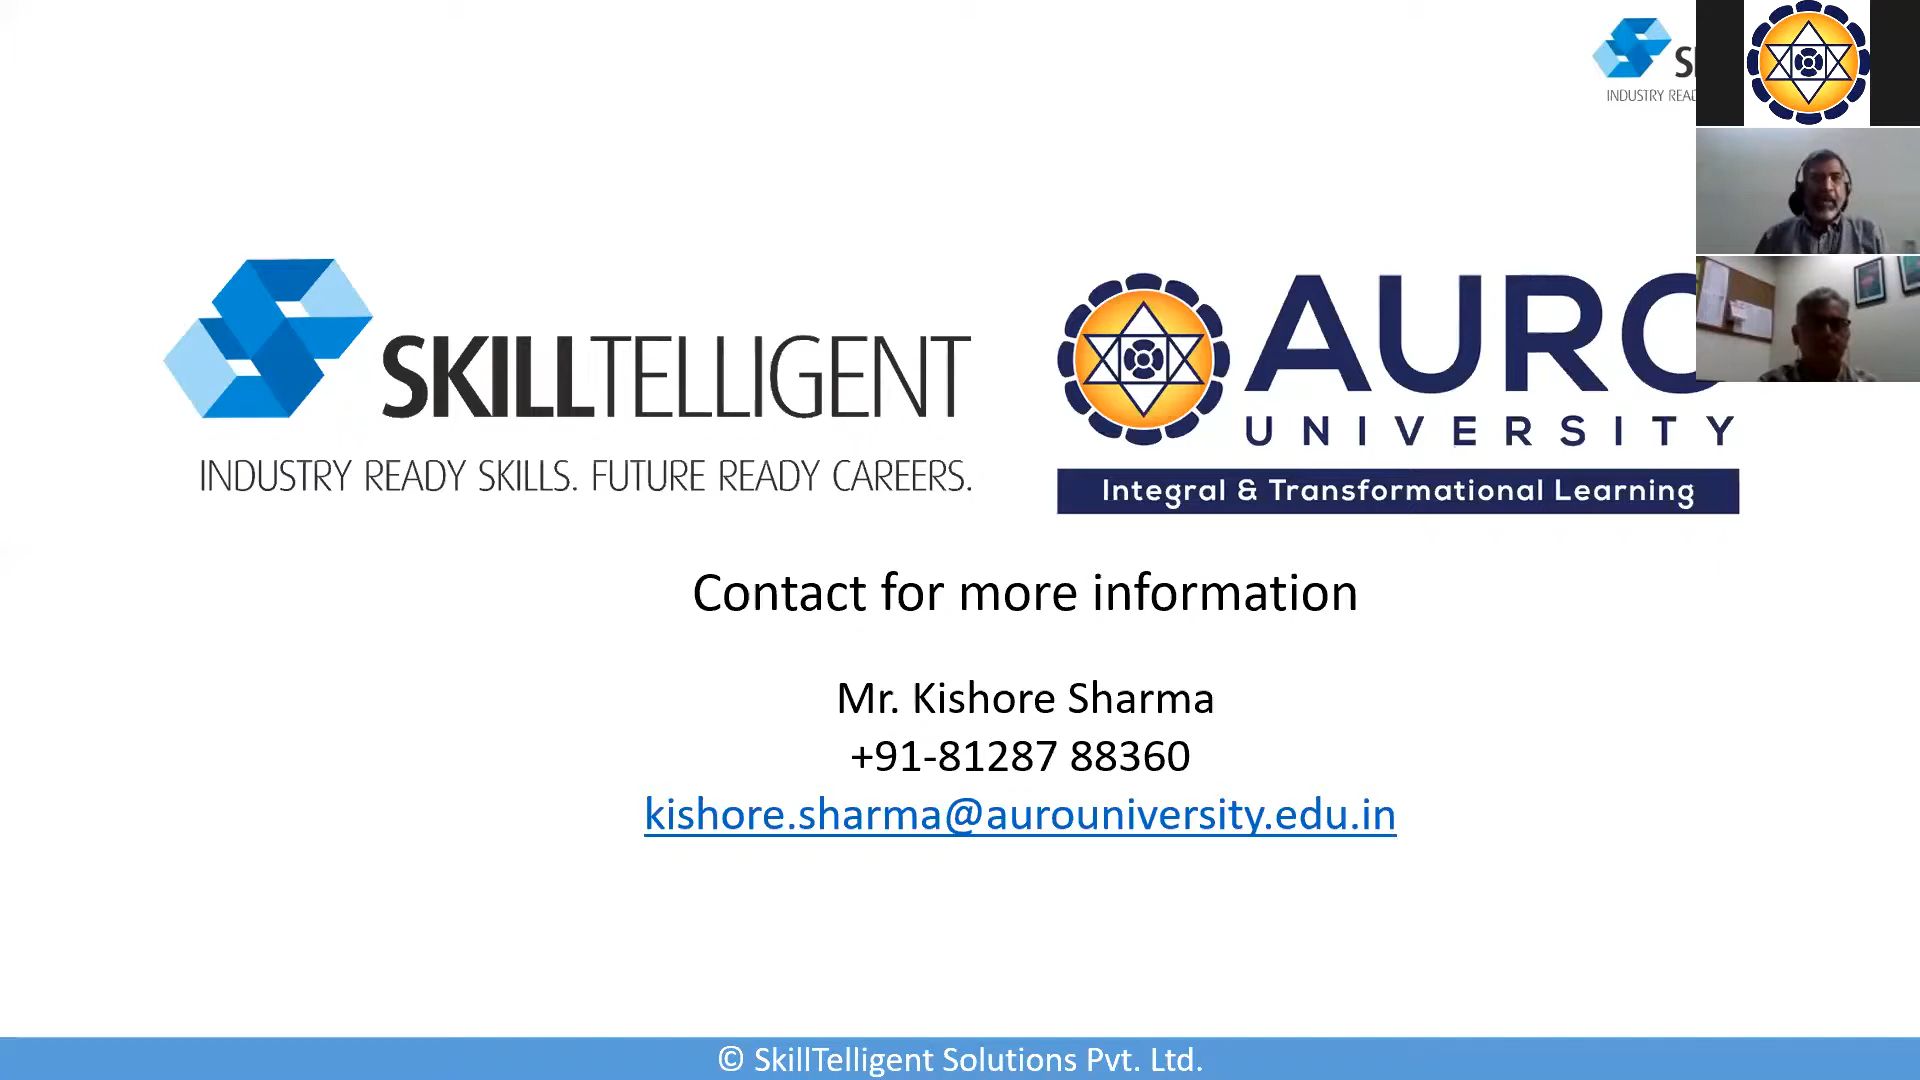 INDUSTRY
SKILLTELLIGENT
INDUSTRY READY SKILLS. FUTURE READY CAREERS.
AURO
UNIVERSITY
Integral & Transformational Learning
Contact for more information
Mr. Kishore Sharma
+91-81287 88360
kishore.sharma@aurouniversity.edu.in
© SkillTelligent Solutions Pvt. Ltd.